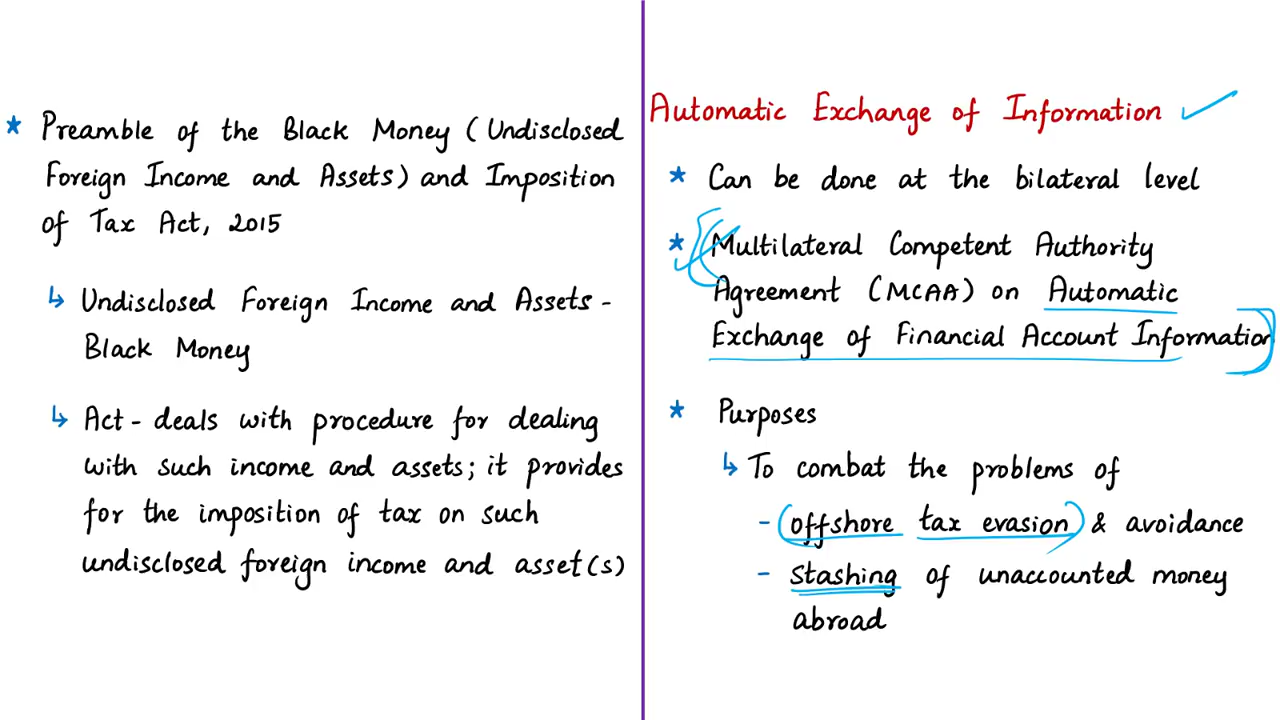 * Preamble of the Black Money (Undisclosed
Foreign Income and Assets) and Imposition
of Tax Act, 2015
↳ Undisclosed Foreign Income and Assets -
Black Money
↳ Act - deals with procedure for dealing
with such income and assets; it provides
for the imposition of tax on such
undisclosed foreign income and asset(s)
Automatic Exchange of Information ✓
* Can be done at the bilateral level
* Multilateral Competent Authority
Agreement (MCAA) on Automatic
Exchange of Financial Account Information
* Purposes
↳ To combat the problems of
- offshore tax evasion & avoidance
- Stashing of unaccounted money
abroad